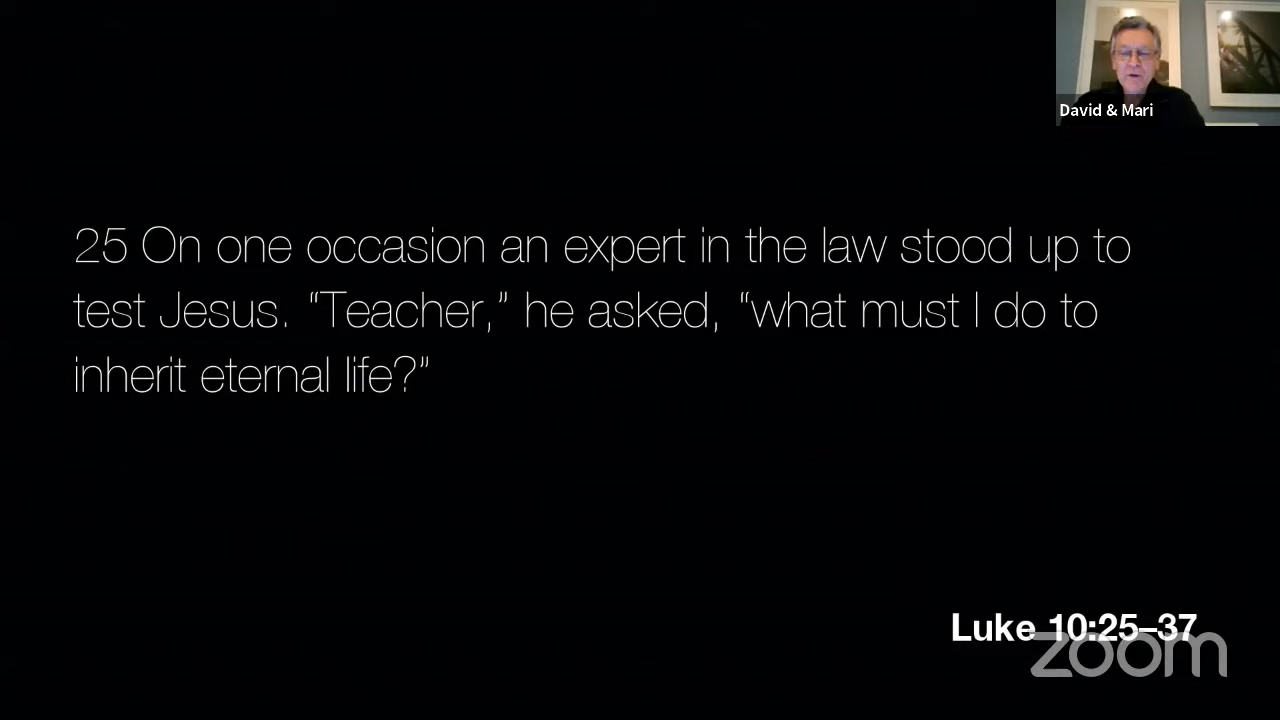 David & Mari
25 On one occasion an expert in the law stood up to
test Jesus. “Teacher,” he asked, “what must I do to
inherit eternal life?”
Luke 10:25–37
zoom